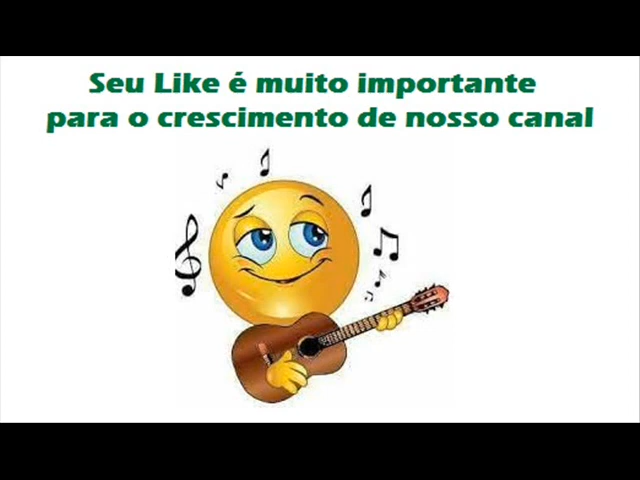 Seu Like é muito importante
para o crescimento de nosso canal